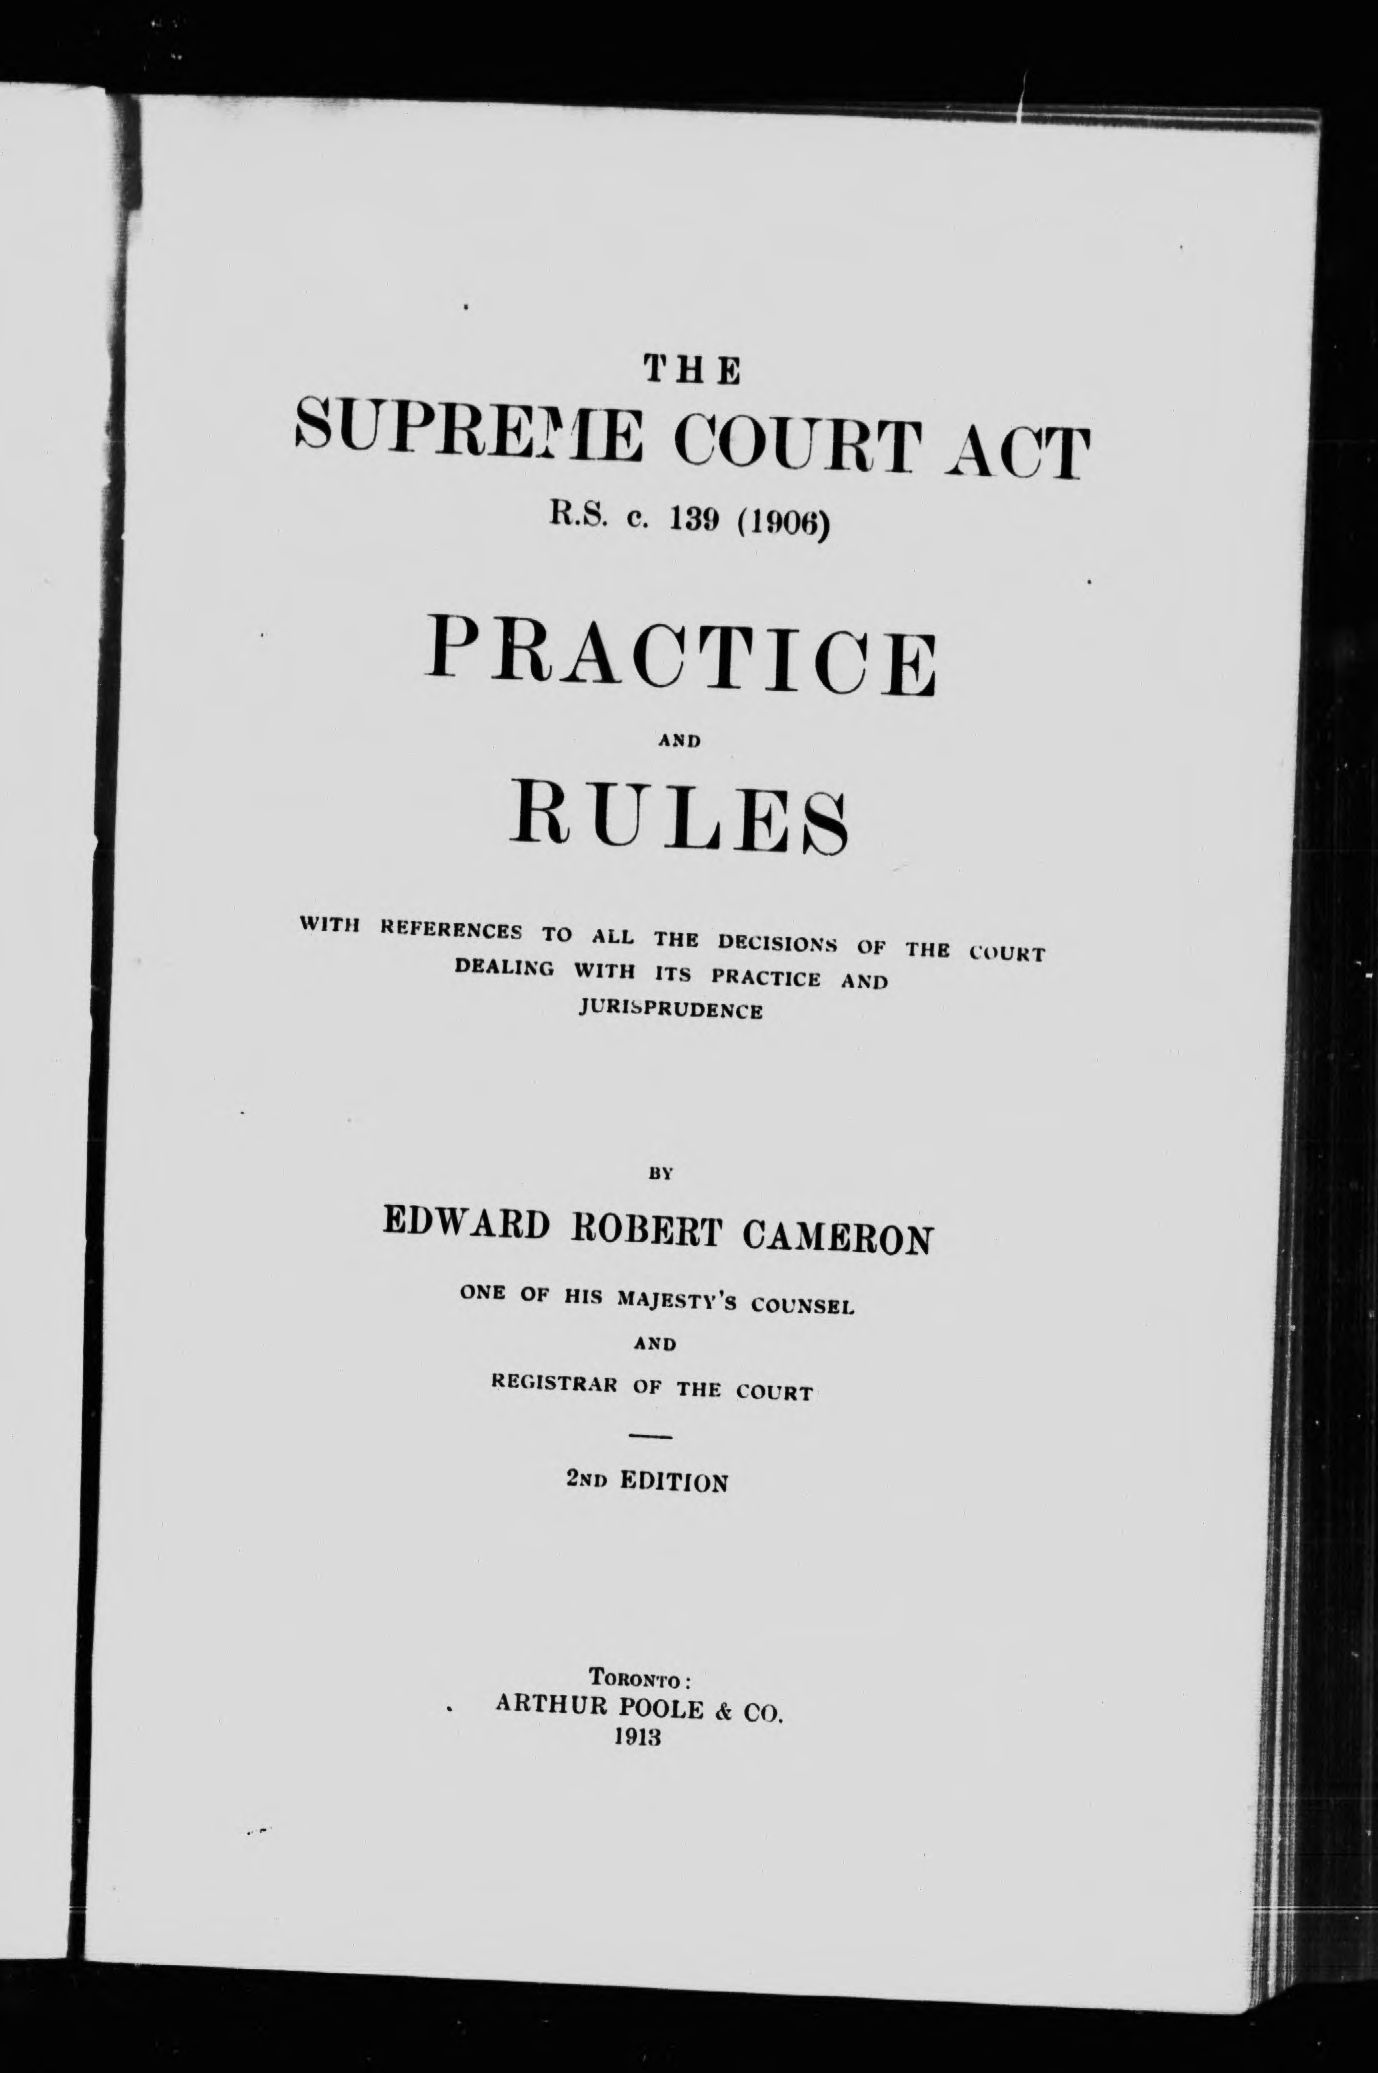 THE
SUPREME COURT ACT
R.S. c. 139 (1906)
PRACTICE
AND
RULES
WITH REFERENCES TO ALL THE DECISIONS OF THE COURT
DEALING WITH ITS PRACTICE AND
JURISPRUDENCE
BY
EDWARD ROBERT CAMERON
ONE OF HIS MAJESTY'S COUNSEL
AND
REGISTRAR OF THE COURT
2ND EDITION
TORONTO:
ARTHUR POOLE & CO.
1913